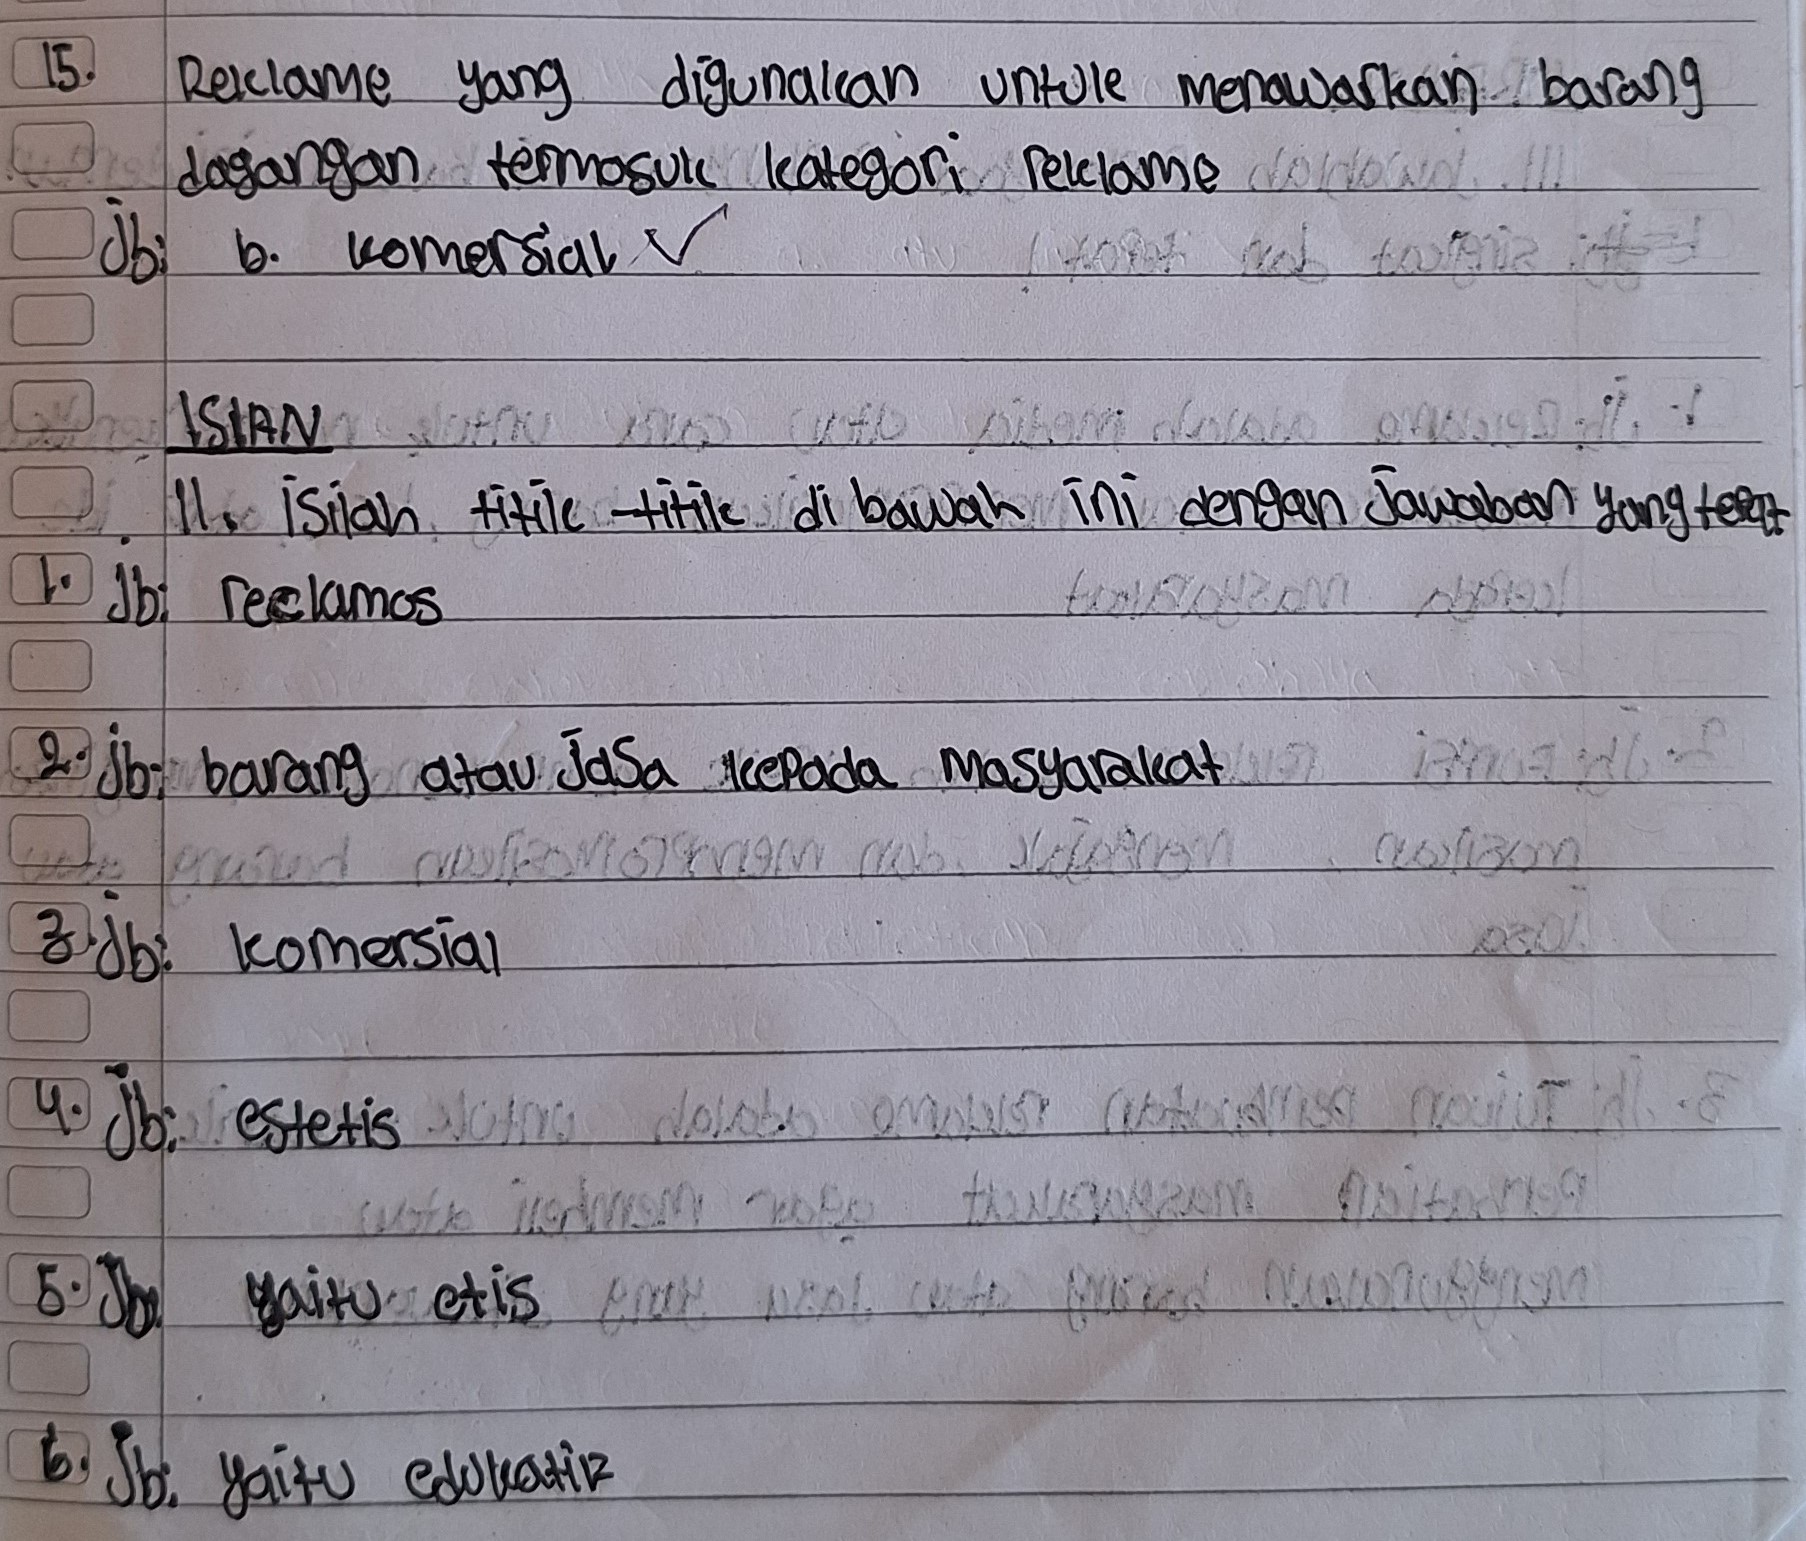 15. Reklame yang digunakan untuk menawarkan barang
dagangan termasuk kategori reklame
Jb: b. komersial ✓
ISIAN
II. isilah titik-titik di bawah ini dengan Jawaban yang tepat
1. Jb: reclamos
2. Jb: barang atau Jasa kepada Masyarakat
3. Jb: komersial
4. Jb: estetis
5. Jb: yaitu etis
6. Jb: yaitu edukatif